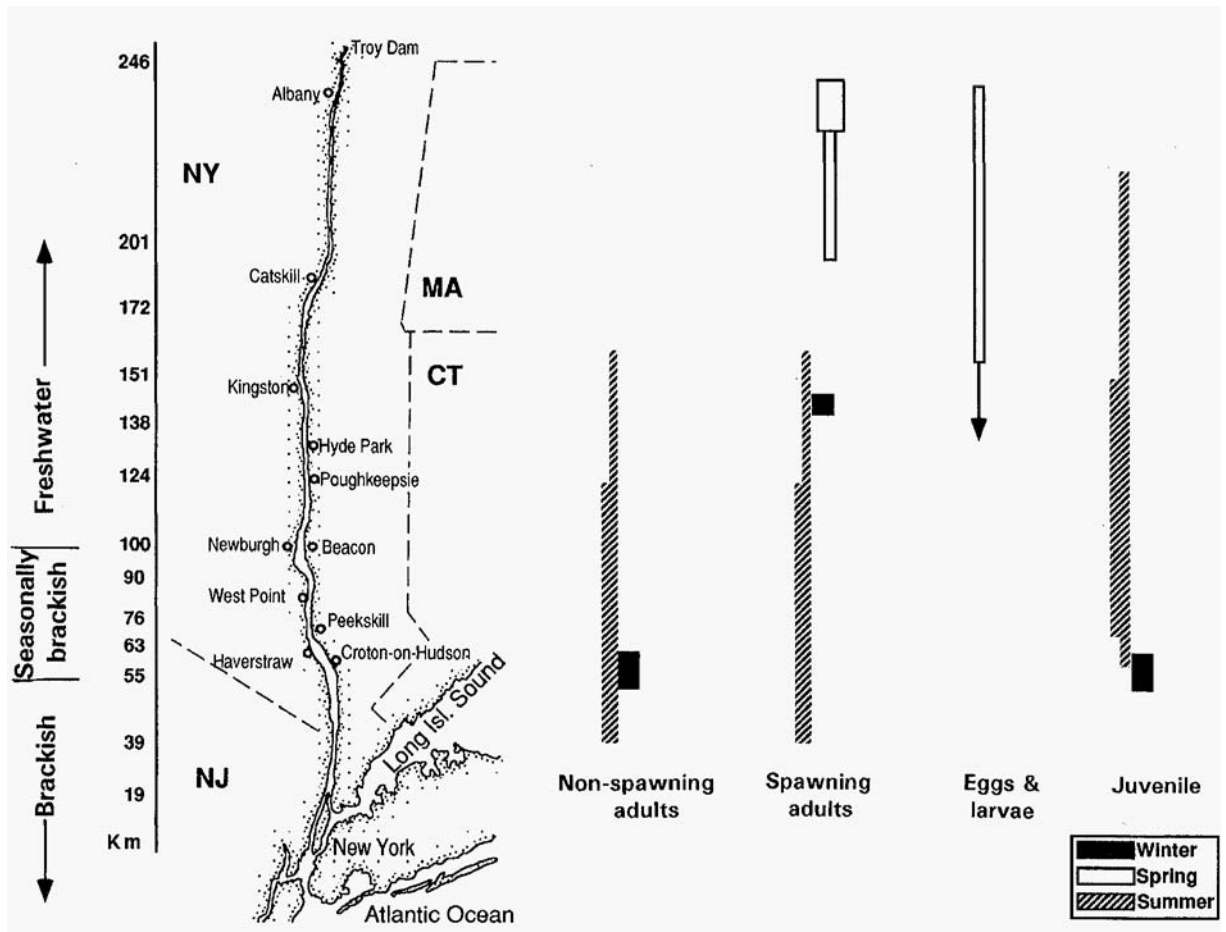 246
201
172
151
138
124
100
90
76
63
55
39
19
Km
Freshwater
Seasonally
brackish
Brackish
NY
MA
CT
NJ
Troy Dam
Albany
Catskill
Kingston
Hyde Park
Poughkeepsie
Newburgh
Beacon
West Point
Peekskill
Haverstraw
Croton-on-Hudson
Long Isl. Sound
New York
Atlantic Ocean
Non-spawning
adults
Spawning
adults
Eggs &
larvae
Juvenile
Winter
Spring
Summer